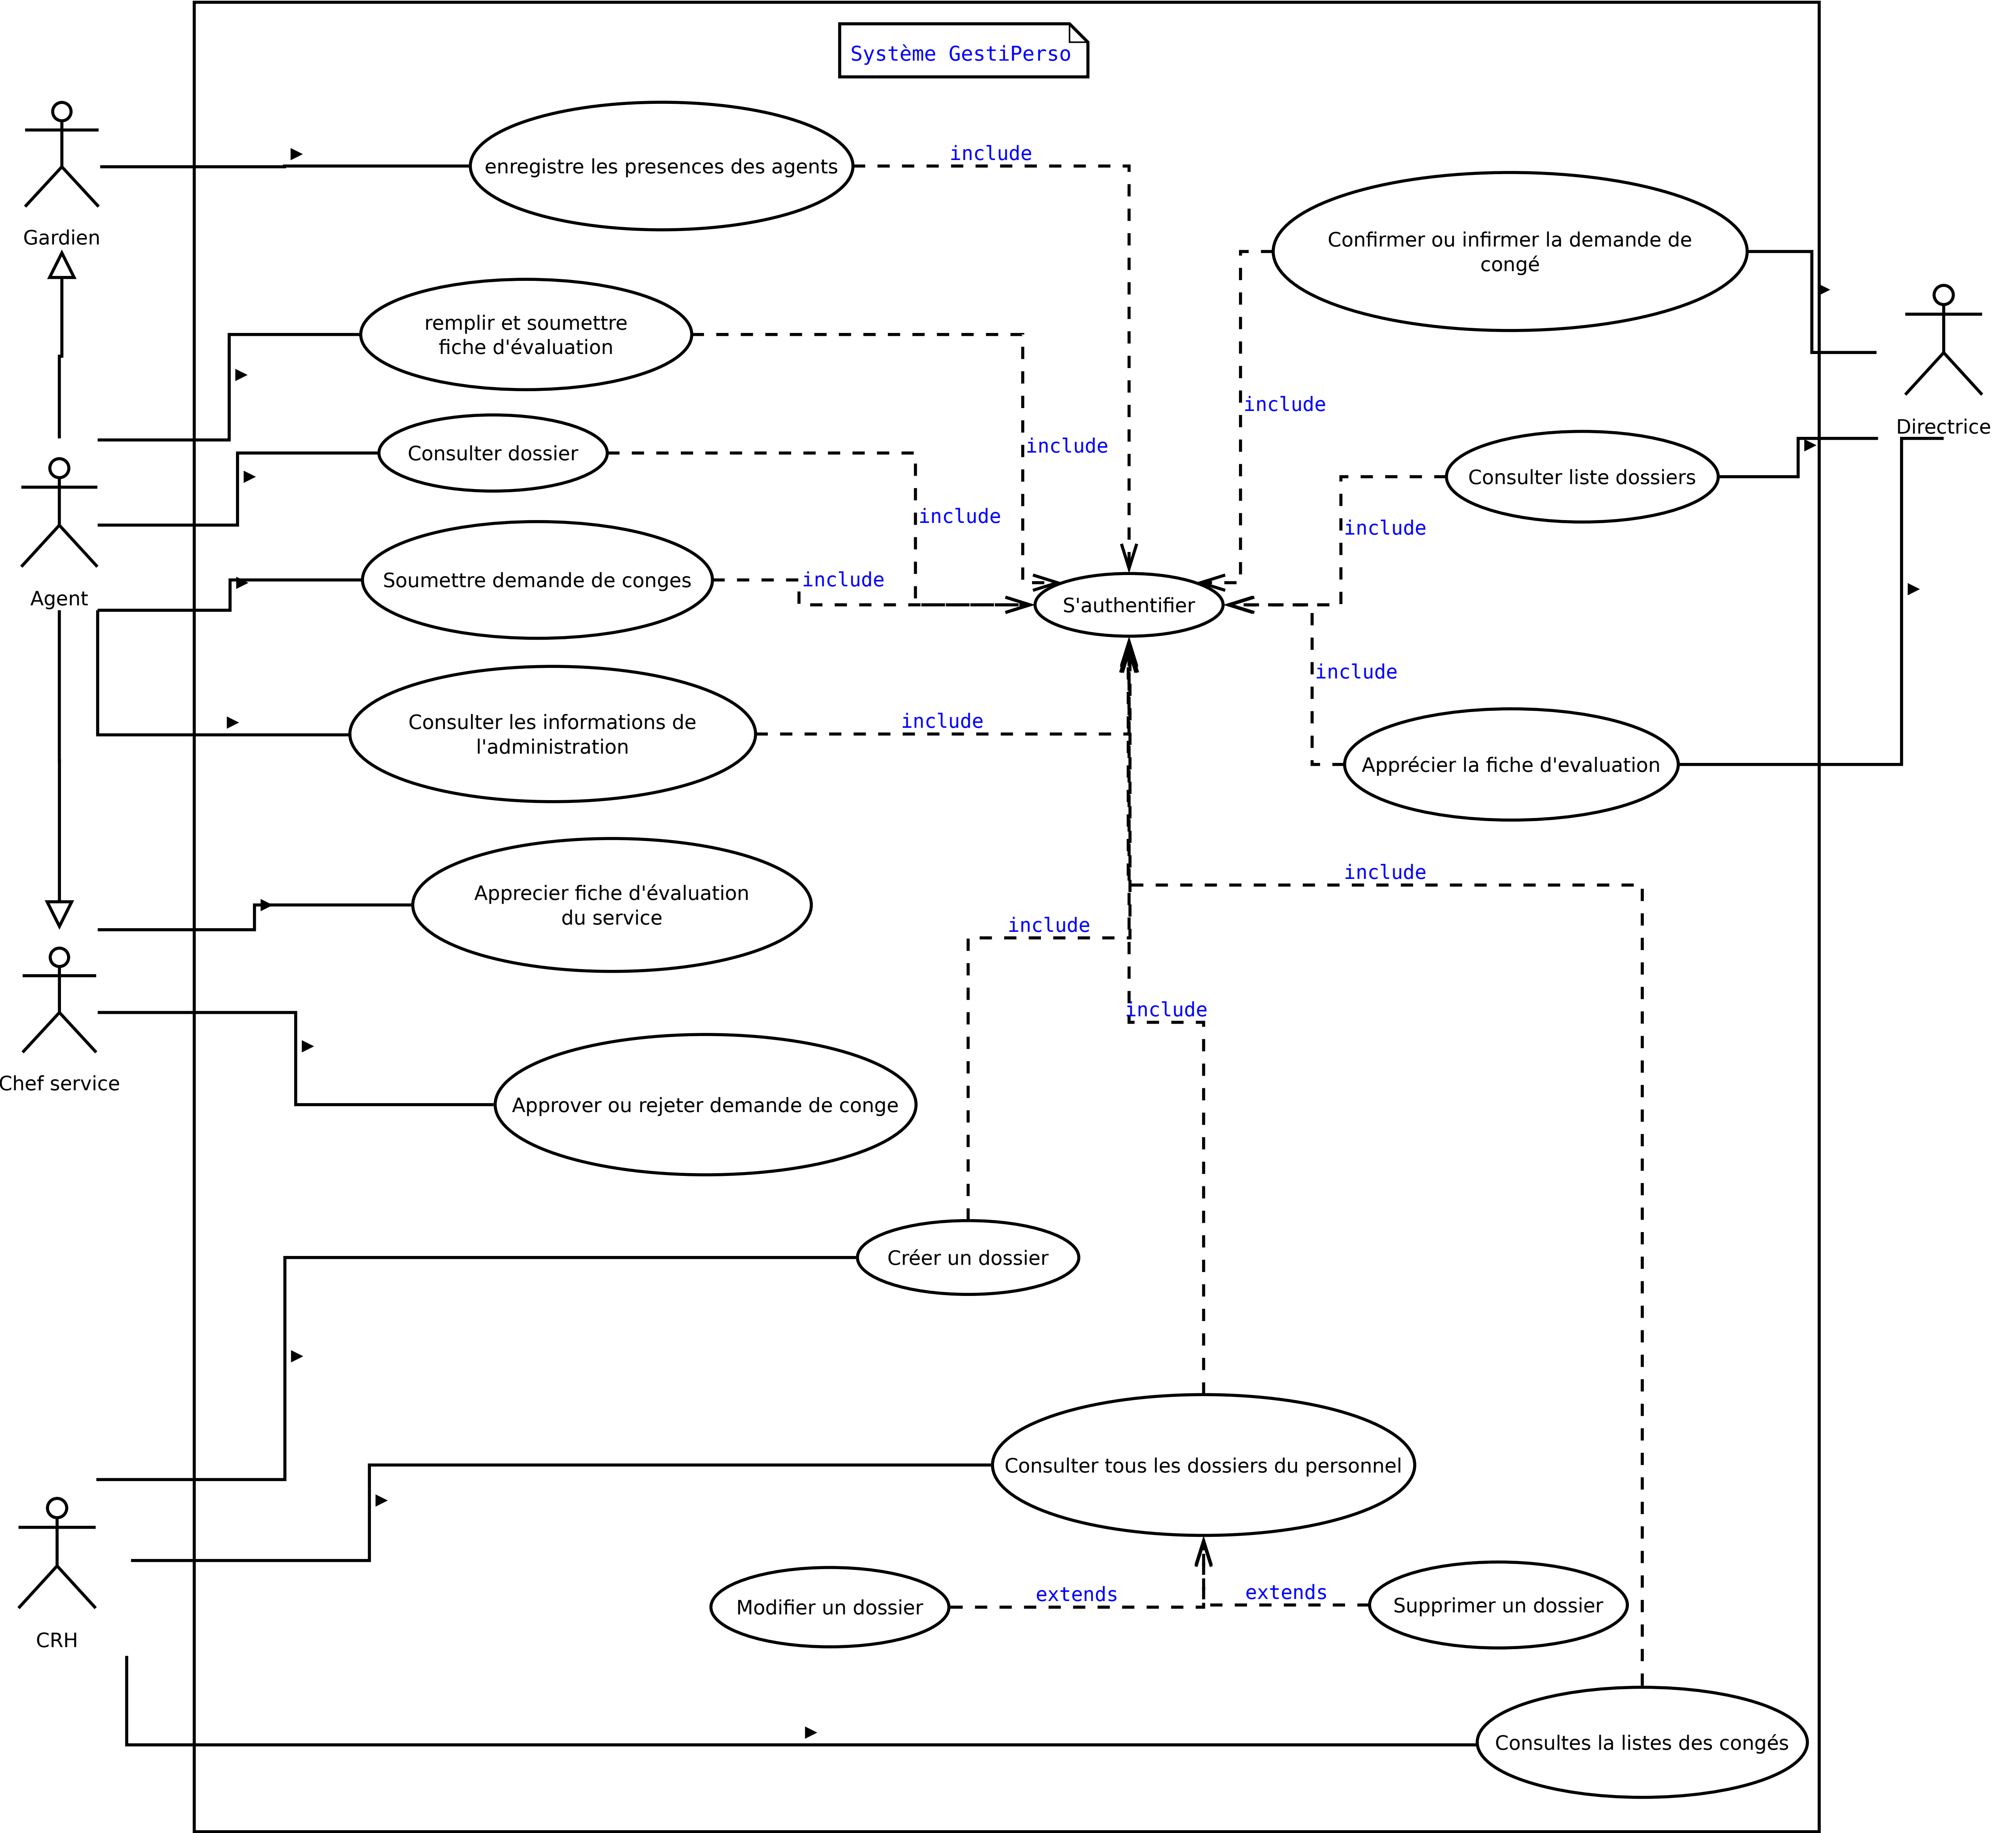 Système GestiPerso
enregistre les presences des agents
include
Gardien
Confirmer ou infirmer la demande de
congé
remplir et soumettre
fiche d'évaluation
include
include
Directrice
Consulter dossier
Consulter liste dossiers
include
include
Soumettre demande de conges
include
Agent
S'authentifier
include
Consulter les informations de
l'administration
include
Apprécier la fiche d'evaluation
include
Apprecier fiche d'évaluation
du service
include
include
Chef service
Approver ou rejeter demande de conge
Créer un dossier
Consulter tous les dossiers du personnel
Modifier un dossier
extends
extends
Supprimer un dossier
CRH
Consultes la listes des congés